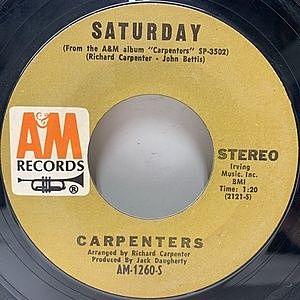 SATURDAY
(From the A&M album "Carpenters" SP-3502)
(Richard Carpenter - John Bettis)
A&M
RECORDS
®
STEREO
Irving
Music, Inc.
BMI
Time: 1:20
(2121-S)
CARPENTERS
Arranged by Richard Carpenter
Produced by Jack Daugherty
AM-1260-S